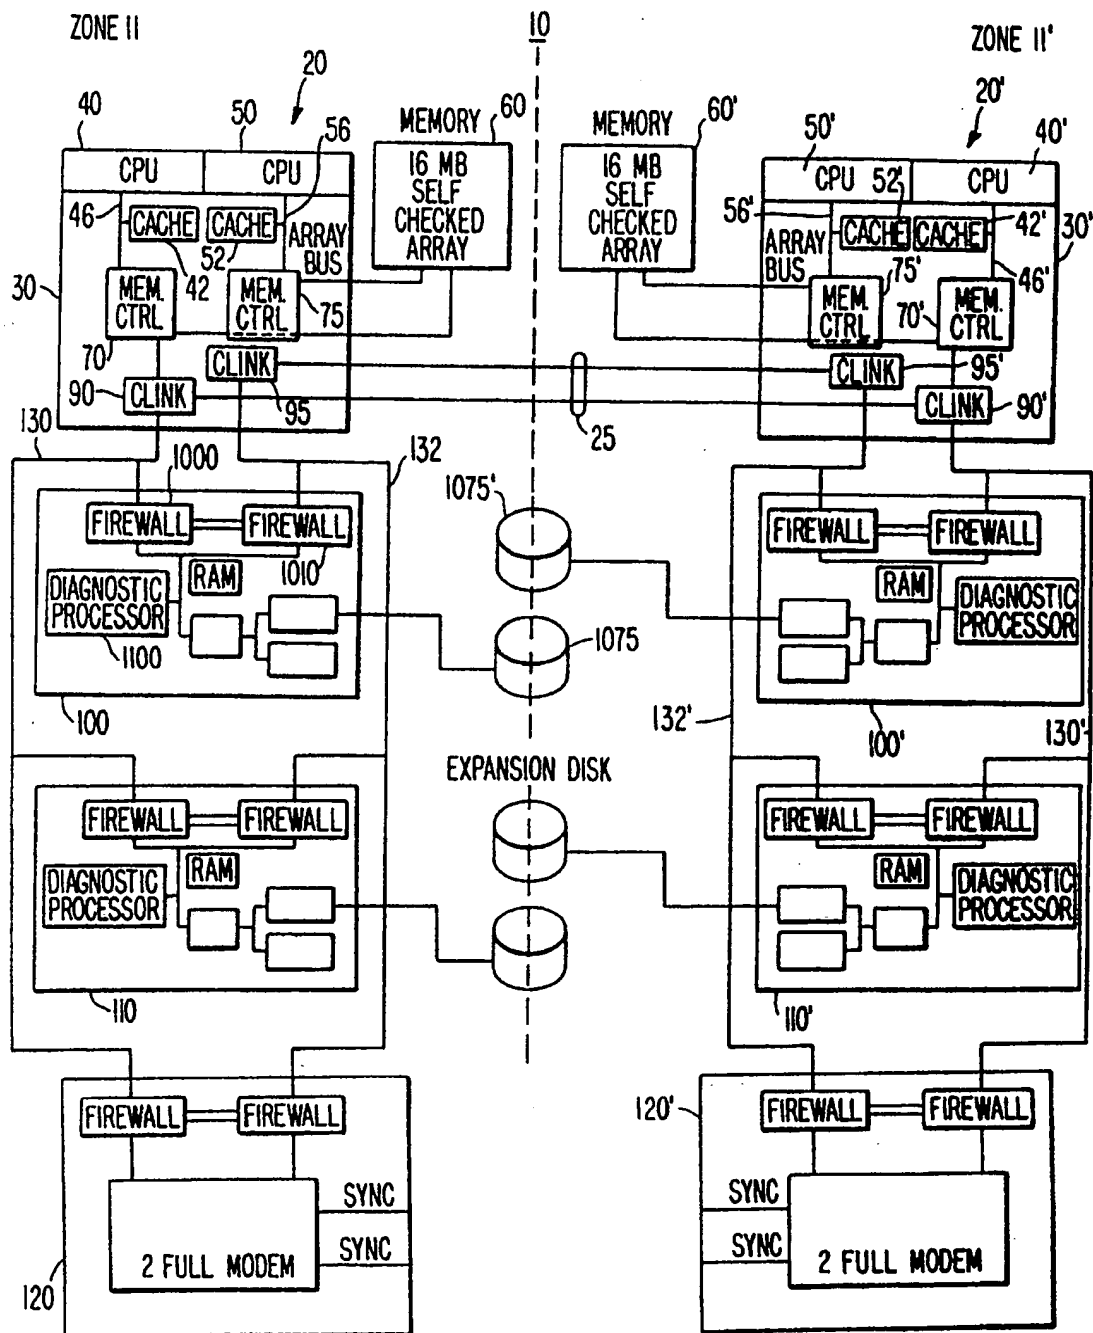 ZONE 11
10
ZONE 11'
20
20'
40
50
56
MEMORY
60
MEMORY
60'
50'
40'
CPU
CPU
16 MB
SELF
CHECKED
ARRAY
16 MB
SELF
CHECKED
ARRAY
CPU
52'
CPU
46
CACHE
CACHE
52
42
ARRAY
BUS
56'
ARRAY
BUS
CACHE
CACHE
42'
30'
30
MEM.
CTRL
MEM.
CTRL
75
70
75'
MEM.
CTRL
70'
MEM.
CTRL
46'
CLINK
95
90
CLINK
25
CLINK
95'
CLINK
90'
130
1000
132
1075'
FIREWALL
FIREWALL
1010
FIREWALL
FIREWALL
RAM
DIAGNOSTIC
PROCESSOR
1100
1075
RAM
DIAGNOSTIC
PROCESSOR
100
132'
100'
130'
EXPANSION DISK
FIREWALL
FIREWALL
FIREWALL
FIREWALL
RAM
DIAGNOSTIC
PROCESSOR
RAM
DIAGNOSTIC
PROCESSOR
110
110'
FIREWALL
FIREWALL
120'
FIREWALL
FIREWALL
SYNC
SYNC
2 FULL MODEM
120
SYNC
SYNC
2 FULL MODEM